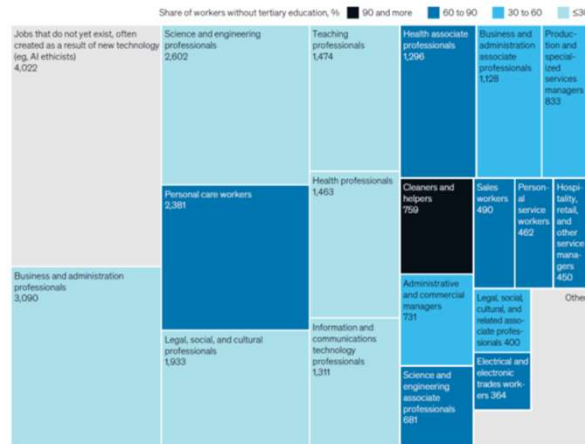 Share of workers without tertiary education, % 90 and more 60 to 90 30 to 60 ≤30
Jobs that do not yet exist, often
created as a result of new technology
(eg, AI ethicists)
4,022
Business and administration
professionals
3,090
Science and engineering
professionals
2,602
Personal care workers
2,381
Legal, social, and cultural
professionals
1,933
Teaching
professionals
1,474
Health professionals
1,463
Information and
communications
technology
professionals
1,311
Health associate
professionals
1,296
Business and
administration
associate
professionals
1,128
Produc-
tion and
special-
ized
services
managers
833
Cleaners and
helpers
759
Administrative
and commercial
managers
731
Science and
engineering
associate
professionals
681
Sales
workers
490
Person-
al
service
workers
462
Hospi-
tality,
retail,
and
other
service
mana-
gers
450
Legal, social,
cultural, and
related asso-
ciate profes-
sionals 400
Electrical and
electronic
trades work-
ers 364
Other